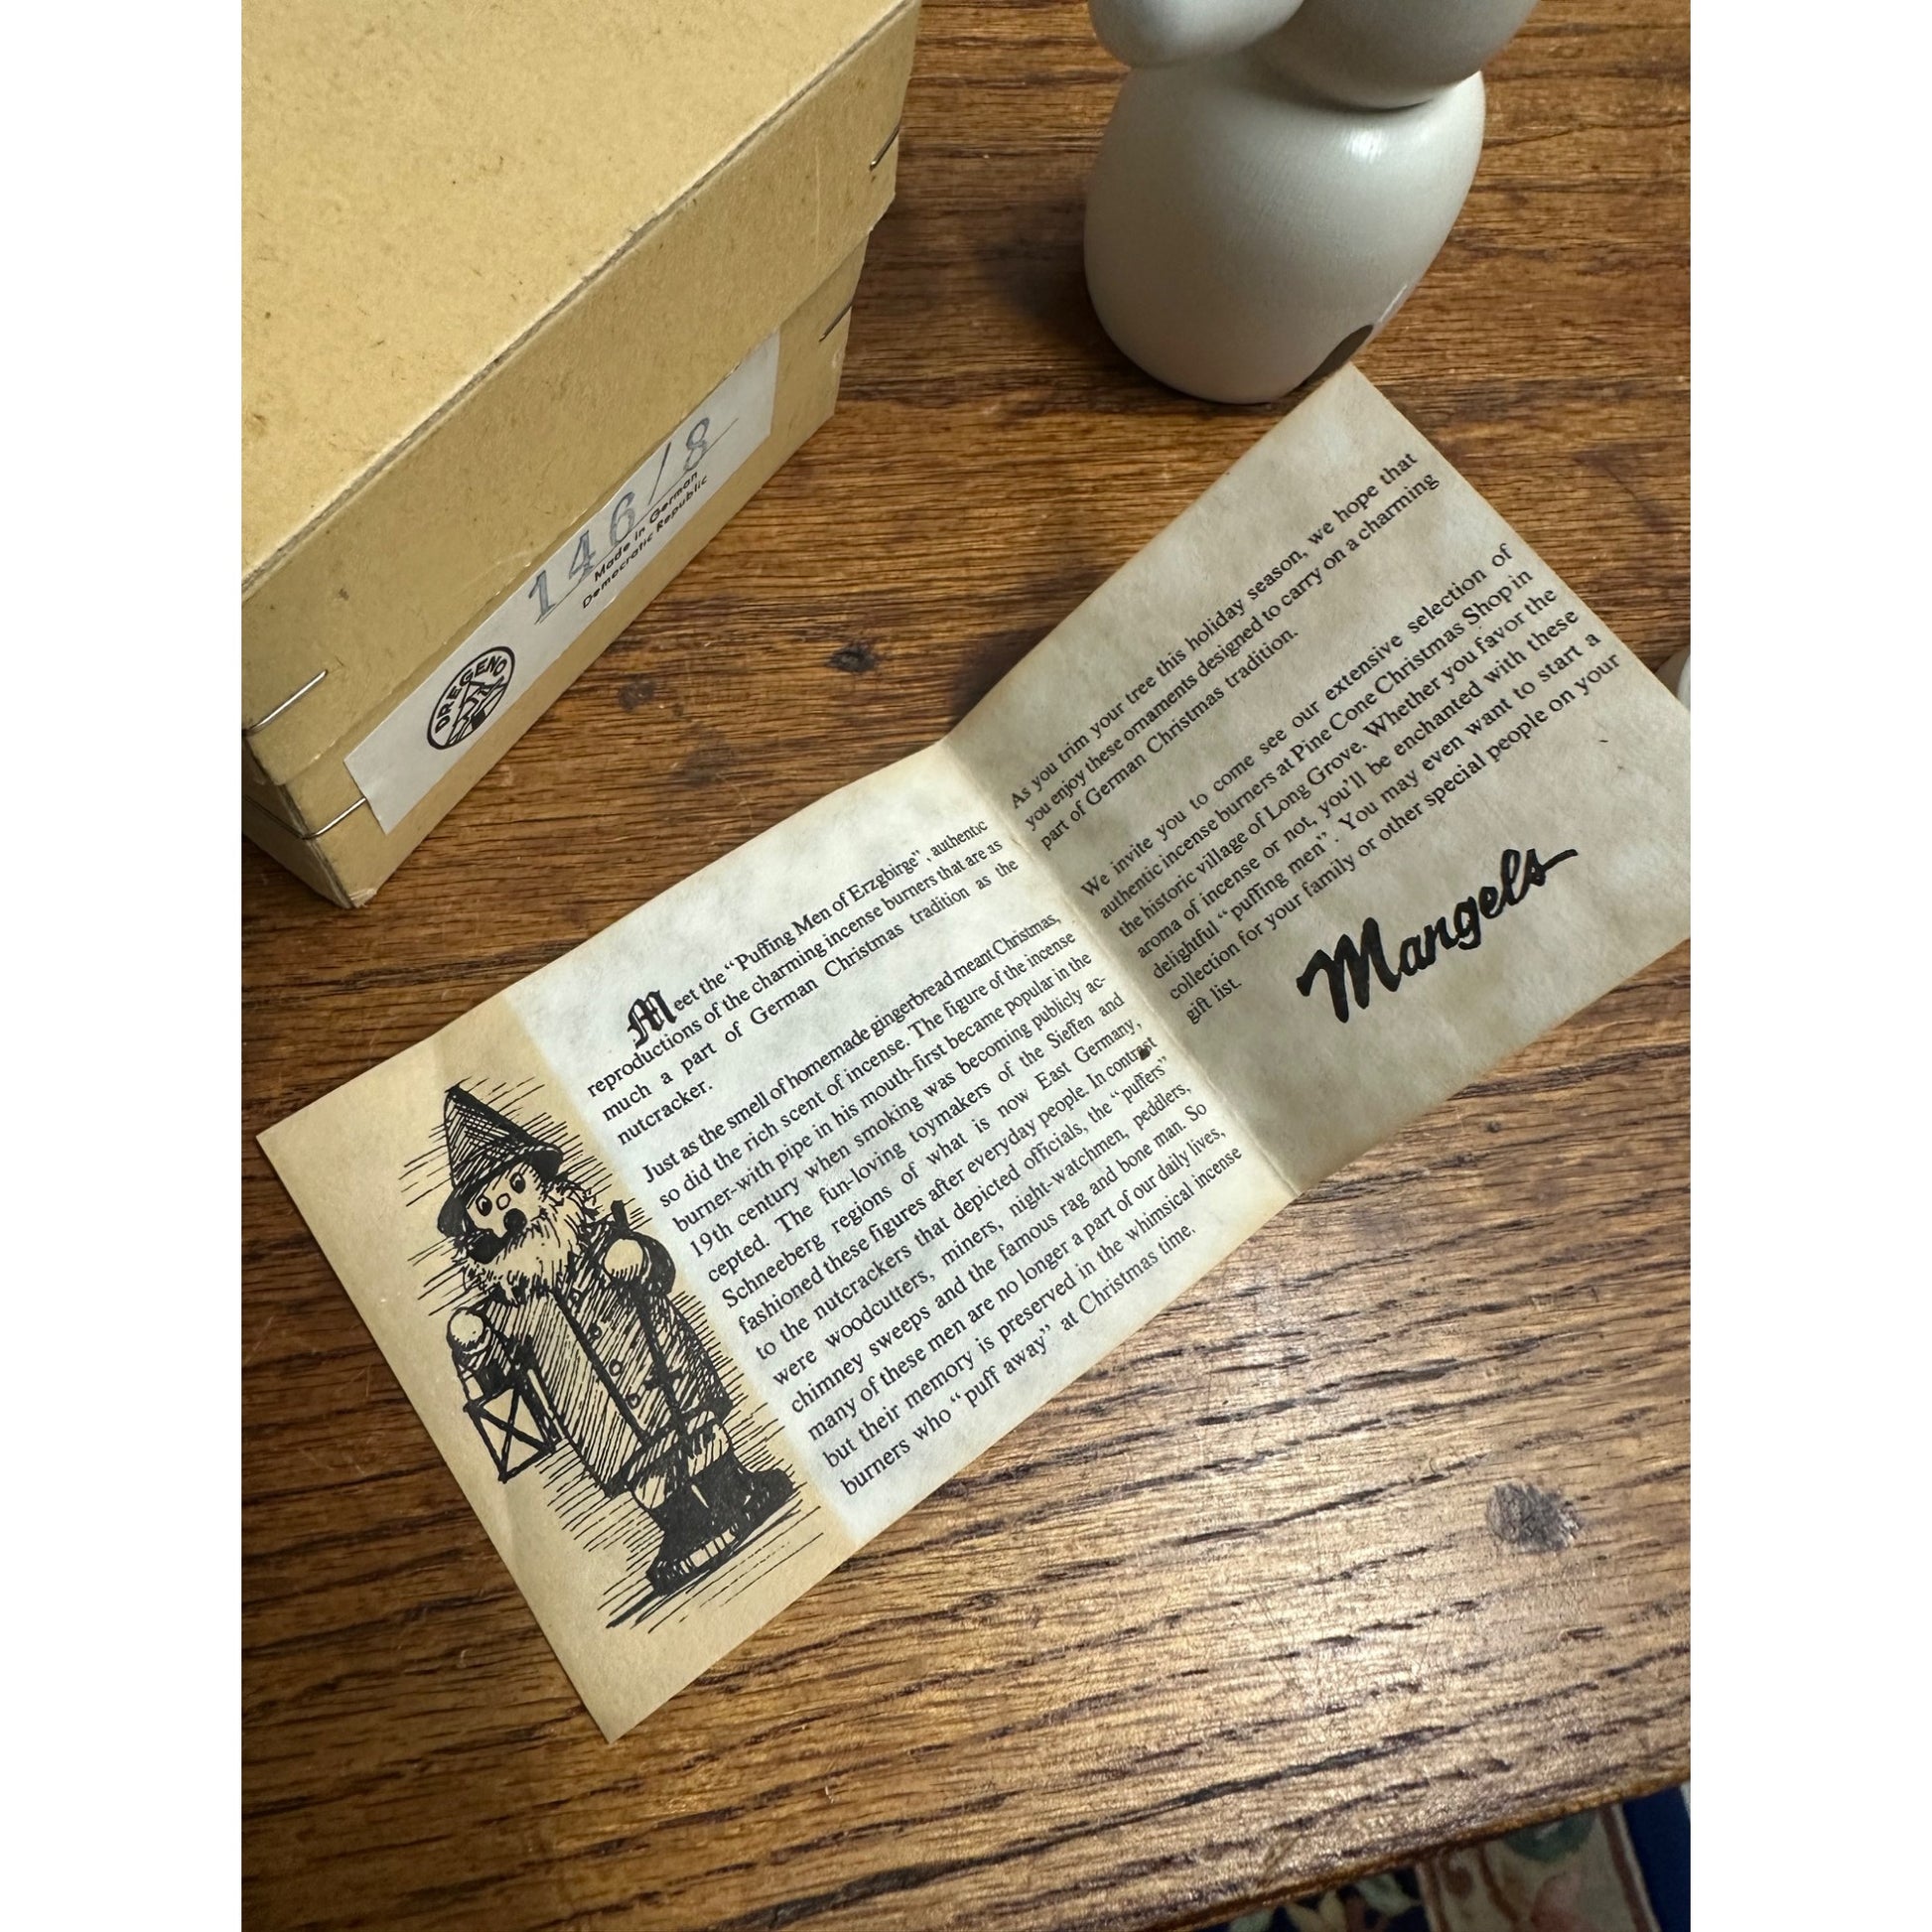 146/8
Made in German
Democratic Republic
DREGENO
Meet the “Puffing Men of Erzgbirge”, authentic
reproductions of the charming incense burners that are as
much a part of German Christmas tradition as the
nutcracker.
Just as the smell of homemade gingerbread meant Christmas,
so did the rich scent of incense. The figure of the incense
burner-with pipe in his mouth-first became popular in the
19th century when smoking was becoming publicly ac-
cepted. The fun-loving toymakers of the Sieffen and
Schneeberg regions of what is now East Germany,
fashioned these figures after everyday people. In contrast
to the nutcrackers that depicted officials, the “puffers”
were woodcutters, miners, night-watchmen, peddlers,
chimney sweeps and the famous rag and bone man. So
many of these men are no longer a part of our daily lives,
but their memory is preserved in the whimsical incense
burners who “puff away” at Christmas time.
As you trim your tree this holiday season, we hope that
you enjoy these ornaments designed to carry on a charming
part of German Christmas tradition.
We invite you to come see our extensive selection of
authentic incense burners at Pine Cone Christmas Shop in
the historic village of Long Grove. Whether you favor the
aroma of incense or not, you’ll be enchanted with these
delightful “puffing men”. You may even want to start a
collection for your family or other special people on your
gift list.
Mangels